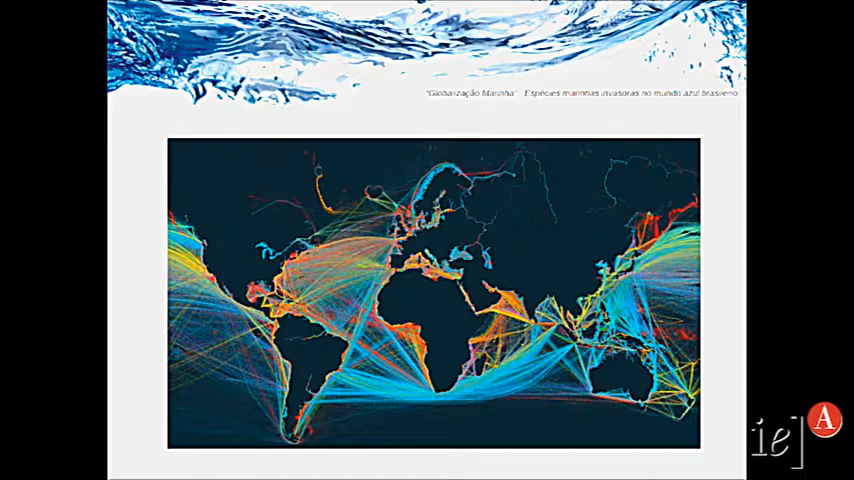 "Globalização Marinha" Espécies marinhas invasoras no mundo azul brasileiro
ie]
A